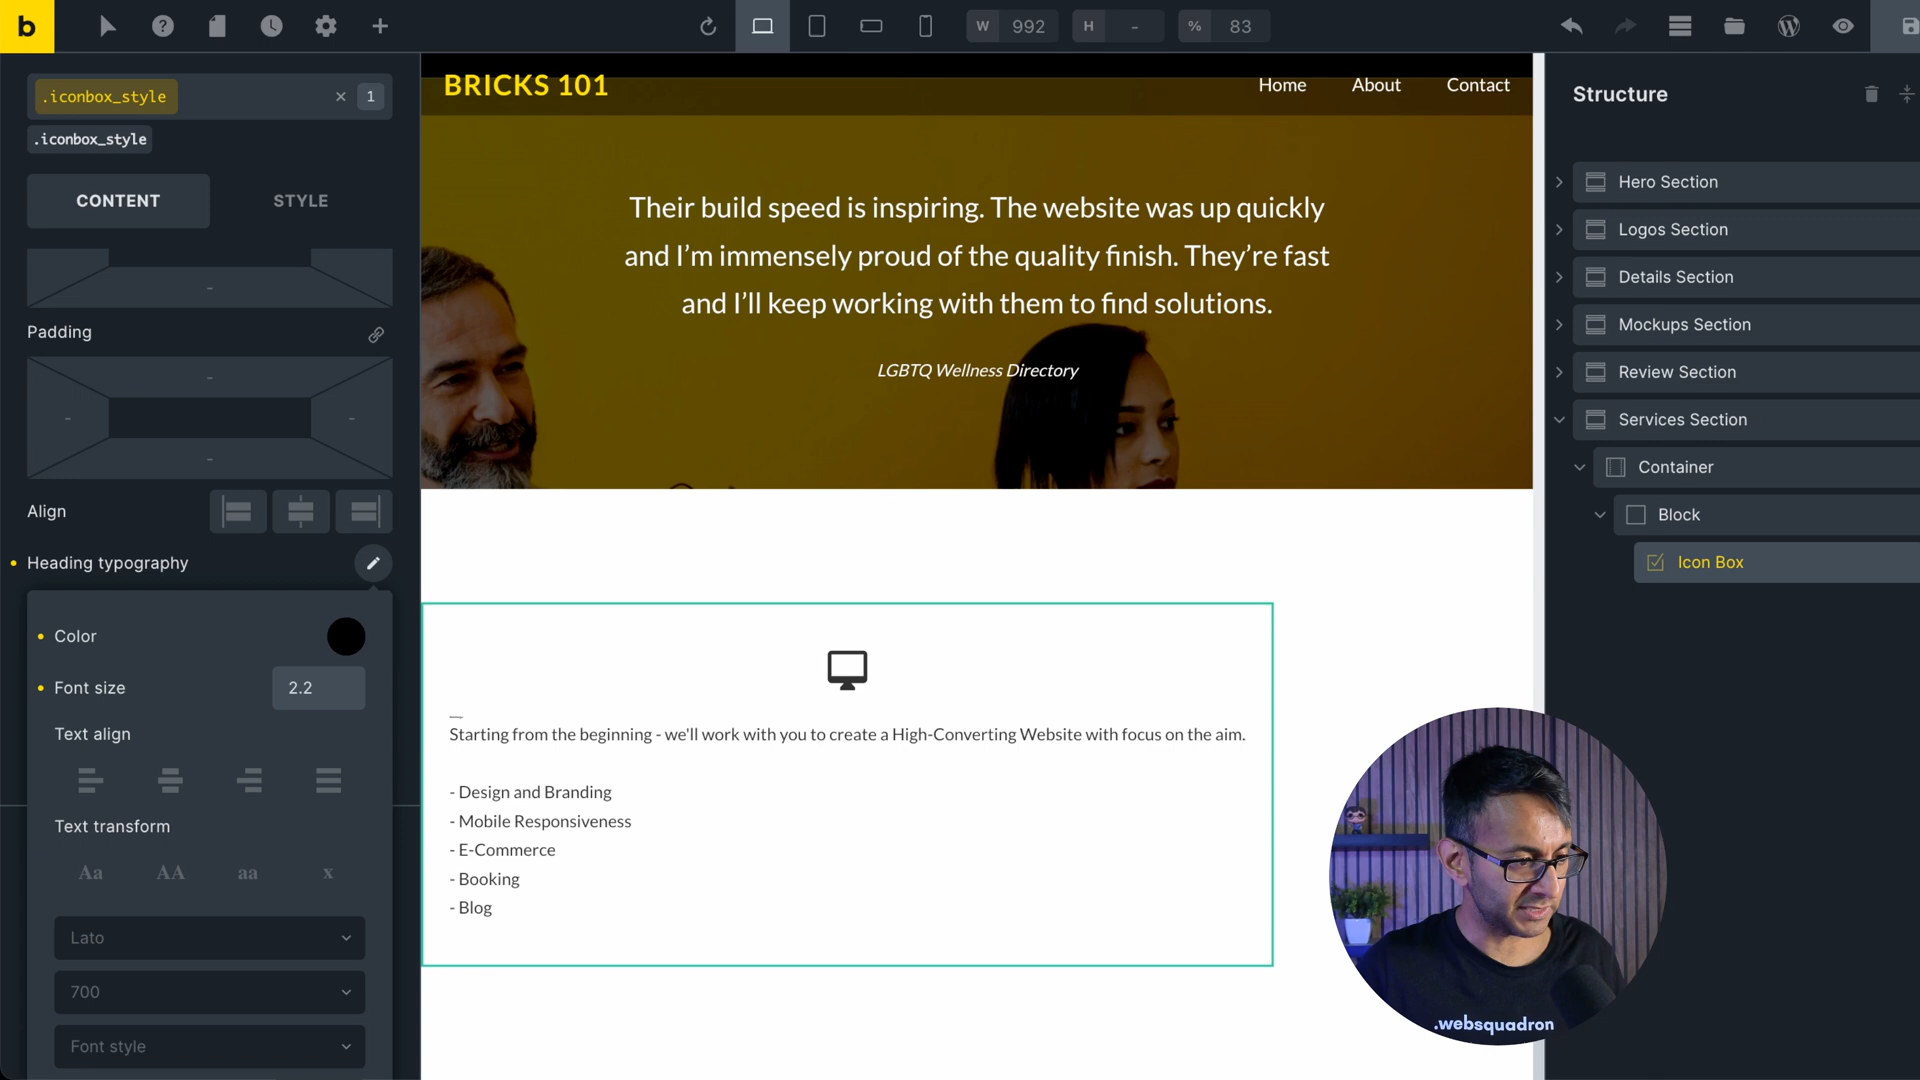 b
W 992 H - % 83
.iconbox_style × 1
.iconbox_style
CONTENT STYLE
-
Padding
-
- -
-
Align
Heading typography
Color
Font size 2.2
Text align
Text transform
Aa AA aa x
Lato
700
Font style
BRICKS 101
Home About Contact
Their build speed is inspiring. The website was up quickly
and I'm immensely proud of the quality finish. They're fast
and I'll keep working with them to find solutions.
LGBTQ Wellness Directory
Starting from the beginning - we'll work with you to create a High-Converting Website with focus on the aim.
- Design and Branding
- Mobile Responsiveness
- E-Commerce
- Booking
- Blog
.websquadron
Structure
Hero Section
Logos Section
Details Section
Mockups Section
Review Section
Services Section
Container
Block
Icon Box